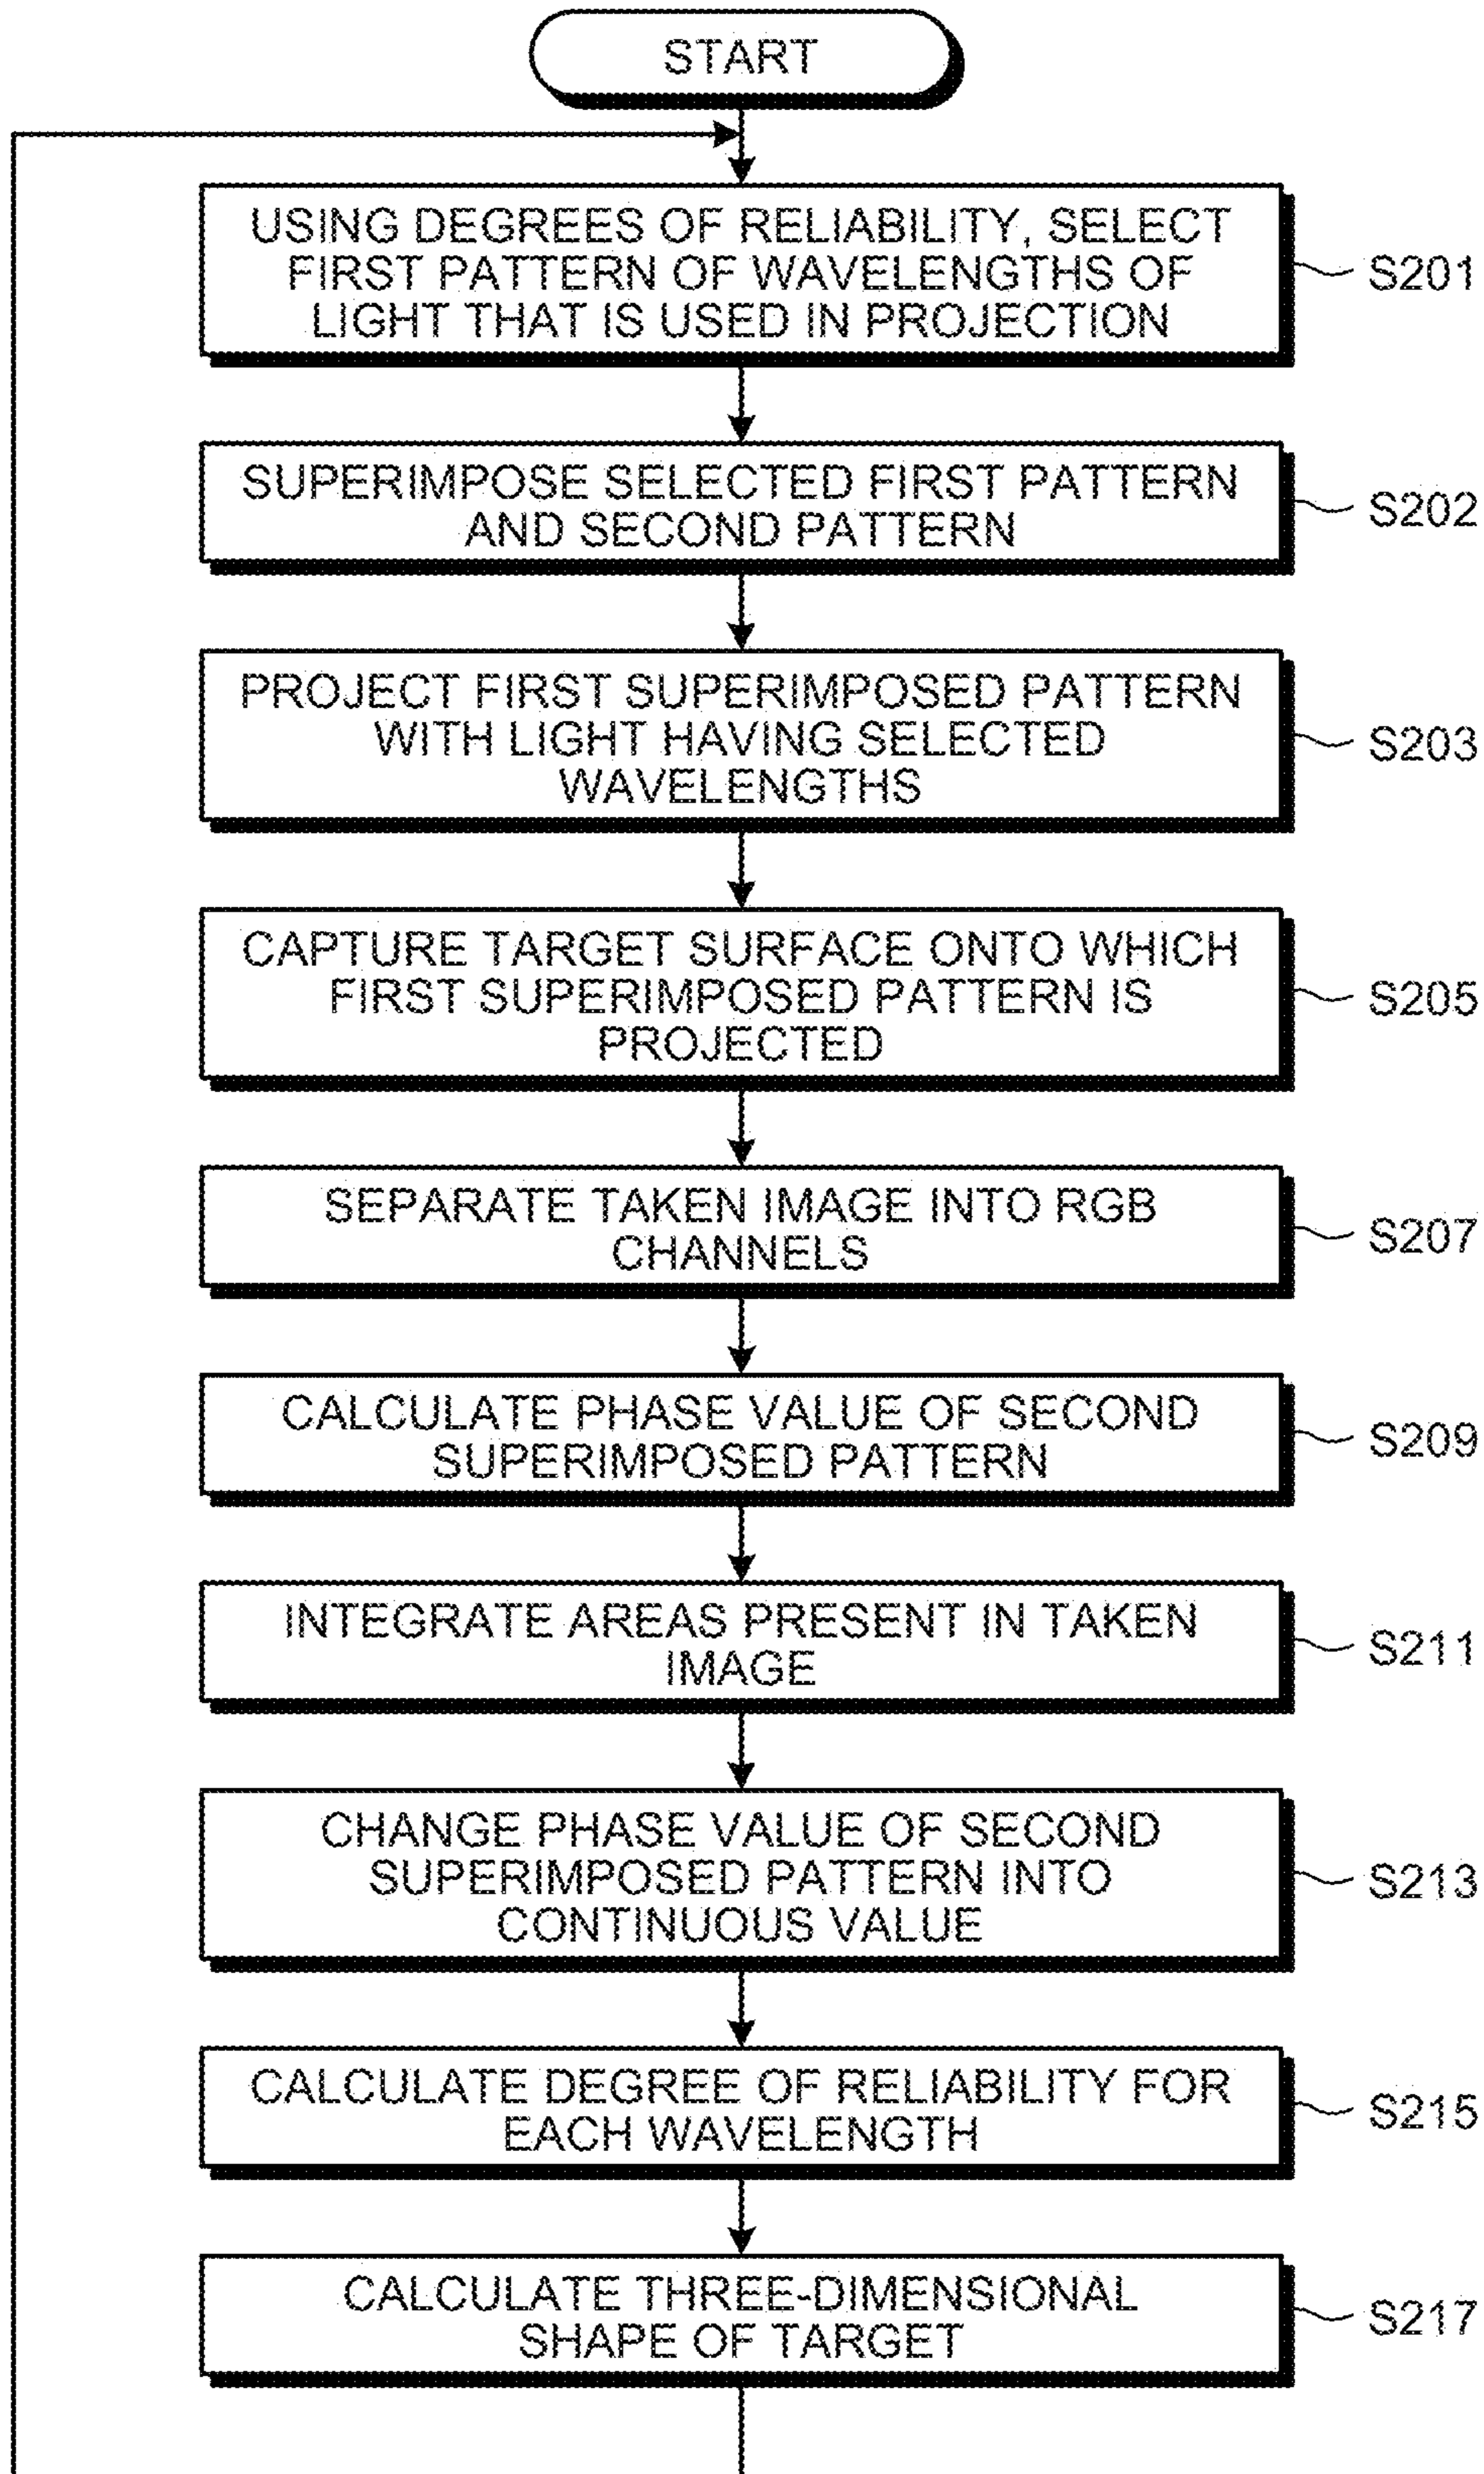 START
USING DEGREES OF RELIABILITY, SELECT
FIRST PATTERN OF WAVELENGTHS OF
LIGHT THAT IS USED IN PROJECTION
S201
SUPERIMPOSE SELECTED FIRST PATTERN
AND SECOND PATTERN
S202
PROJECT FIRST SUPERIMPOSED PATTERN
WITH LIGHT HAVING SELECTED
WAVELENGTHS
S203
CAPTURE TARGET SURFACE ONTO WHICH
FIRST SUPERIMPOSED PATTERN IS
PROJECTED
S205
SEPARATE TAKEN IMAGE INTO RGB
CHANNELS
S207
CALCULATE PHASE VALUE OF SECOND
SUPERIMPOSED PATTERN
S209
INTEGRATE AREAS PRESENT IN TAKEN
IMAGE
S211
CHANGE PHASE VALUE OF SECOND
SUPERIMPOSED PATTERN INTO
CONTINUOUS VALUE
S213
CALCULATE DEGREE OF RELIABILITY FOR
EACH WAVELENGTH
S215
CALCULATE THREE-DIMENSIONAL
SHAPE OF TARGET
S217